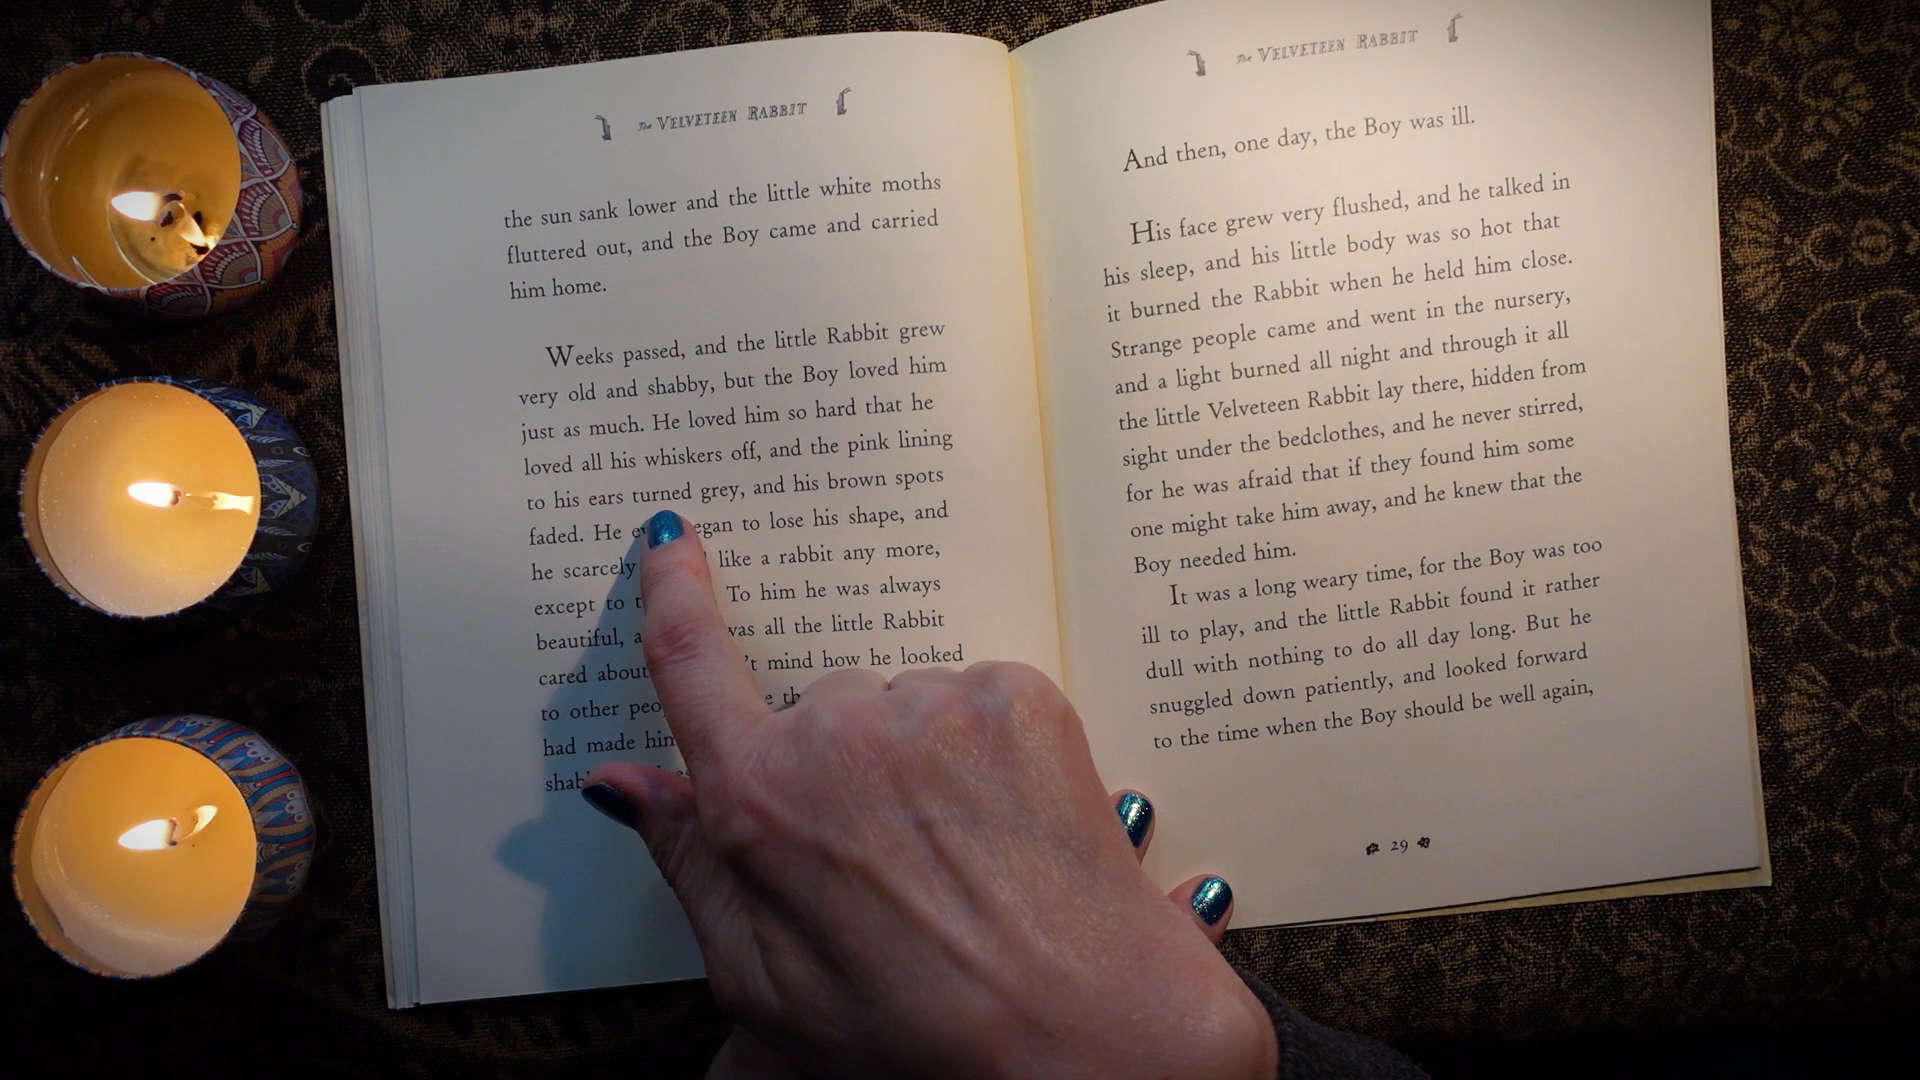 The VELVETEEN RABBIT
the sun sank lower and the little white moths
fluttered out, and the Boy came and carried
him home.
Weeks passed, and the little Rabbit grew
very old and shabby, but the Boy loved him
just as much. He loved him so hard that he
loved all his whiskers off, and the pink lining
to his ears turned grey, and his brown spots
faded. He to lose his shape, and
he scarcely like a rabbit any more,
except to To him he was always
beautiful, was all the little Rabbit
cared about mind how he looked
to other
had made
The VELVETEEN RABBIT
And then, one day, the Boy was ill.
His face grew very flushed, and he talked in
his sleep, and his little body was so hot that
it burned the Rabbit when he held him close.
Strange people came and went in the nursery,
and a light burned all night and through it all
the little Velveteen Rabbit lay there, hidden from
sight under the bedclothes, and he never stirred,
for he was afraid that if they found him some
one might take him away, and he knew that the
Boy needed him.
It was a long weary time, for the Boy was too
ill to play, and the little Rabbit found it rather
dull with nothing to do all day long. But he
snuggled down patiently, and looked forward
to the time when the Boy should be well again,
29